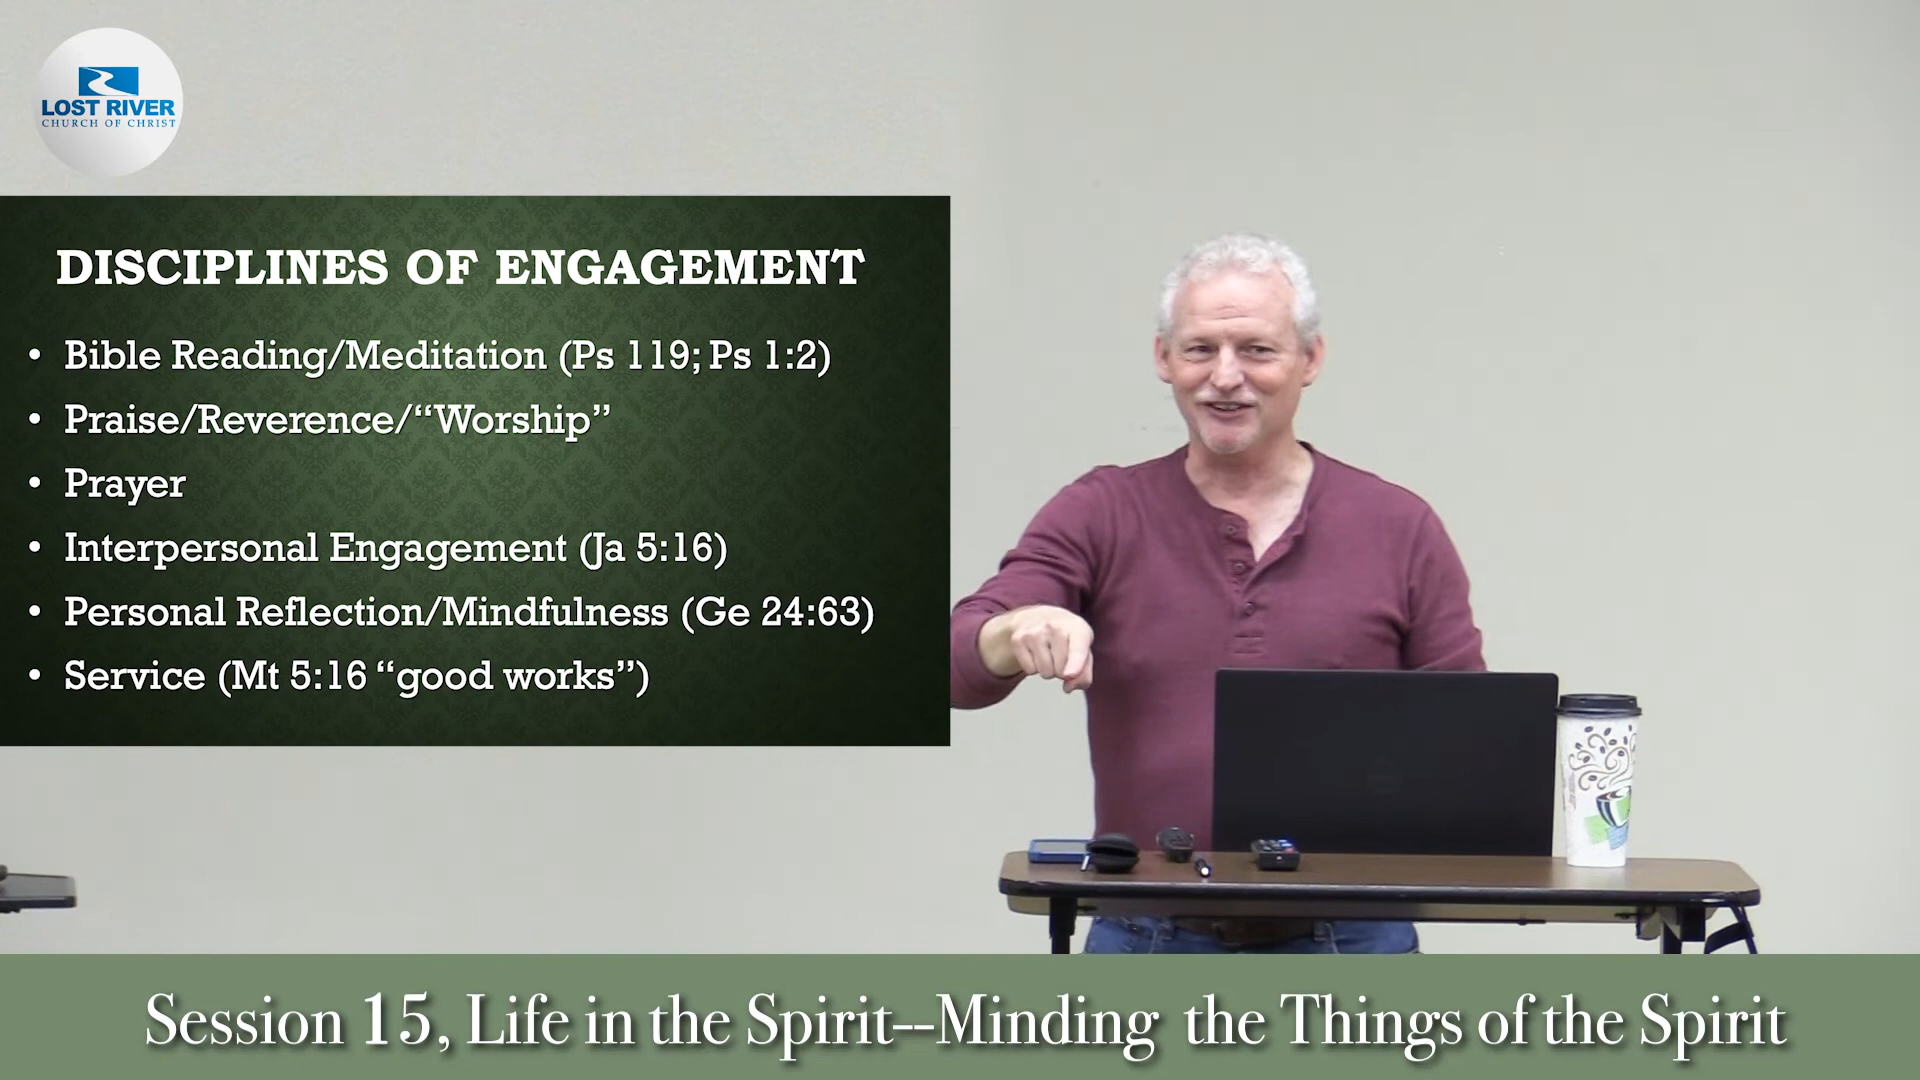 LOST RIVER
CHURCH OF CHRIST
DISCIPLINES OF ENGAGEMENT
• Bible Reading/Meditation (Ps 119; Ps 1:2)
• Praise/Reverence/“Worship”
• Prayer
• Interpersonal Engagement (Ja 5:16)
• Personal Reflection/Mindfulness (Ge 24:63)
• Service (Mt 5:16 “good works”)
Session 15, Life in the Spirit--Minding the Things of the Spirit